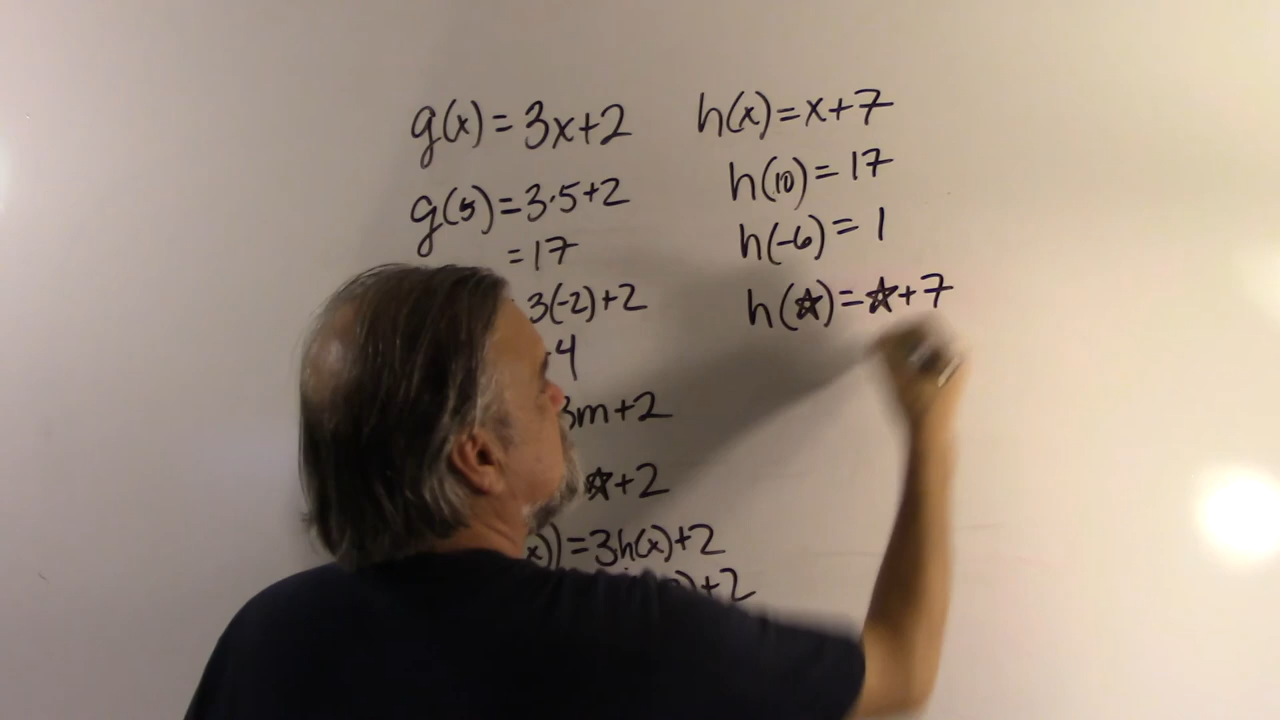 g(x) = 3x+2
g(5) = 3·5+2
= 17
3(-2)+2
-4
3m+2
☆+2
x)) = 3h(x)+2
)+2
h(x) = x+7
h(10) = 17
h(-6) = 1
h(☆) = ☆+7